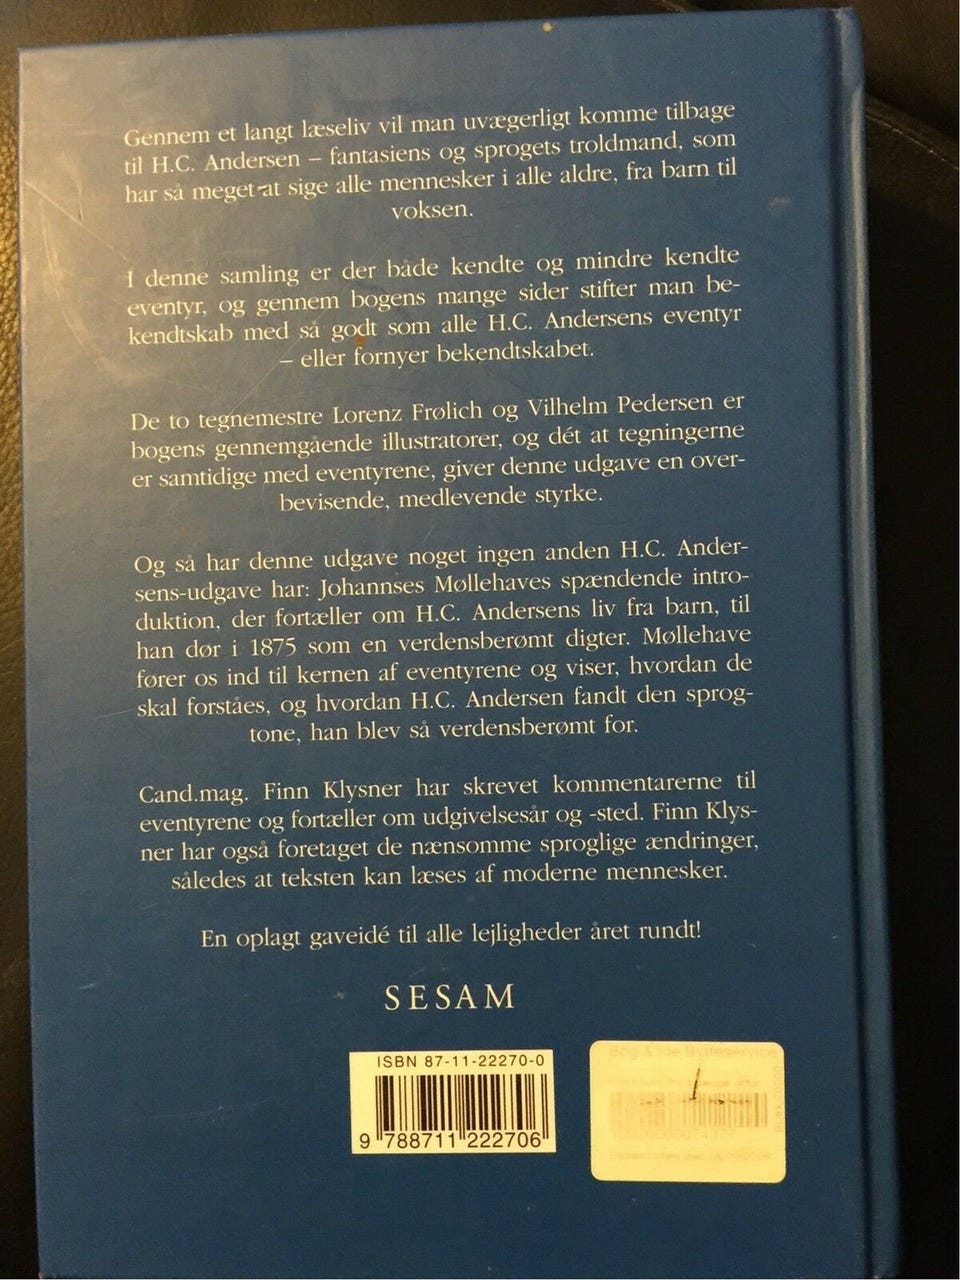 Gennem et langt læseliv vil man uvægerligt komme tilbage
til H.C. Andersen – fantasiens og sprogets troldmand, som
har så meget at sige alle mennesker i alle aldre, fra barn til
voksen.
I denne samling er der både kendte og mindre kendte
eventyr, og gennem bogens mange sider stifter man be-
kendtskab med så godt som alle H.C. Andersens eventyr
– eller fornyer bekendtskabet.
De to tegnemestre Lorenz Frølich og Vilhelm Pedersen er
bogens gennemgående illustratorer, og dét at tegningerne
er samtidige med eventyrene, giver denne udgave en over-
bevisende, medlevende styrke.
Og så har denne udgave noget ingen anden H.C. Ander-
sens-udgave har: Johannses Møllehaves spændende intro-
duktion, der fortæller om H.C. Andersens liv fra barn, til
han dør i 1875 som en verdensberømt digter. Møllehave
fører os ind til kernen af eventyrene og viser, hvordan de
skal forståes, og hvordan H.C. Andersen fandt den sprog-
tone, han blev så verdensberømt for.
Cand.mag. Finn Klysner har skrevet kommentarerne til
eventyrene og fortæller om udgivelsesår og -sted. Finn Klys-
ner har også foretaget de nænsomme sproglige ændringer,
således at teksten kan læses af moderne mennesker.
En oplagt gaveidé til alle lejligheder året rundt!
SESAM
ISBN 87-11-22270-0
9 788711 222706
Bog & ide Bytteservice